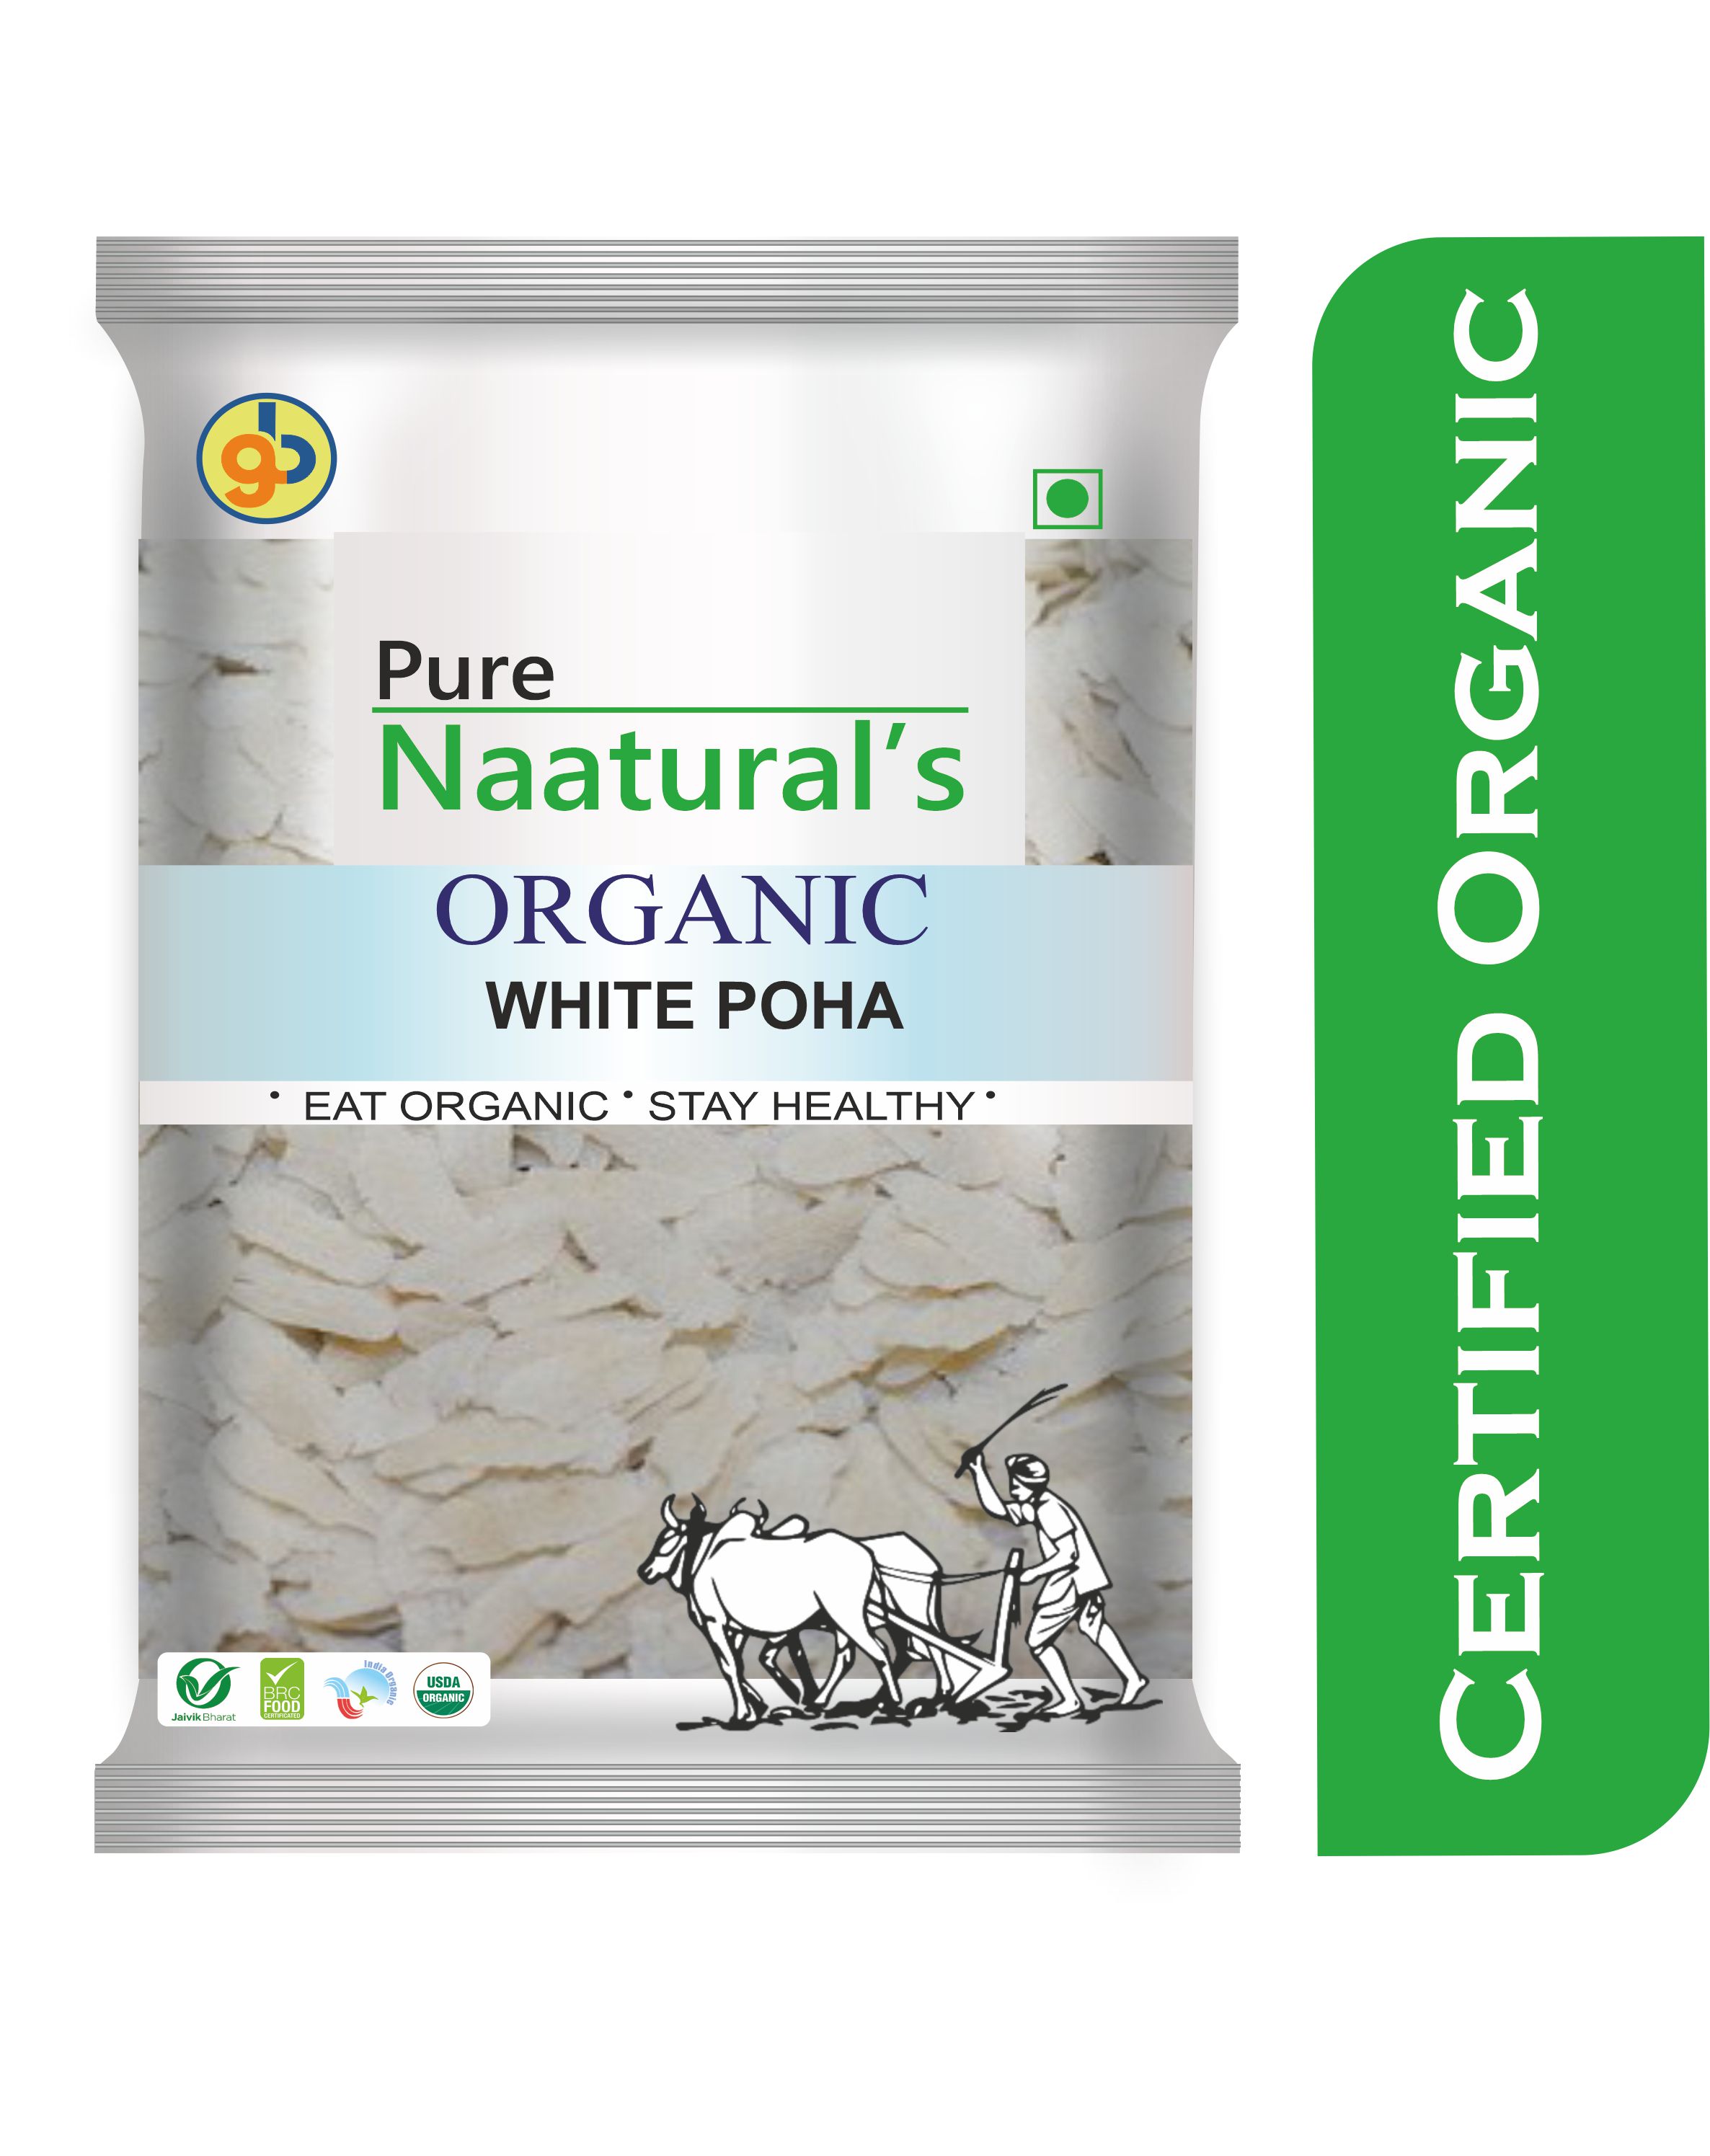 gb
Pure
Naatural's
ORGANIC
WHITE POHA
• EAT ORGANIC • STAY HEALTHY •
Jaivik Bharat
BRC
FOOD
CERTIFICATED
India Organic
USDA
ORGANIC
CERTIFIED ORGANIC